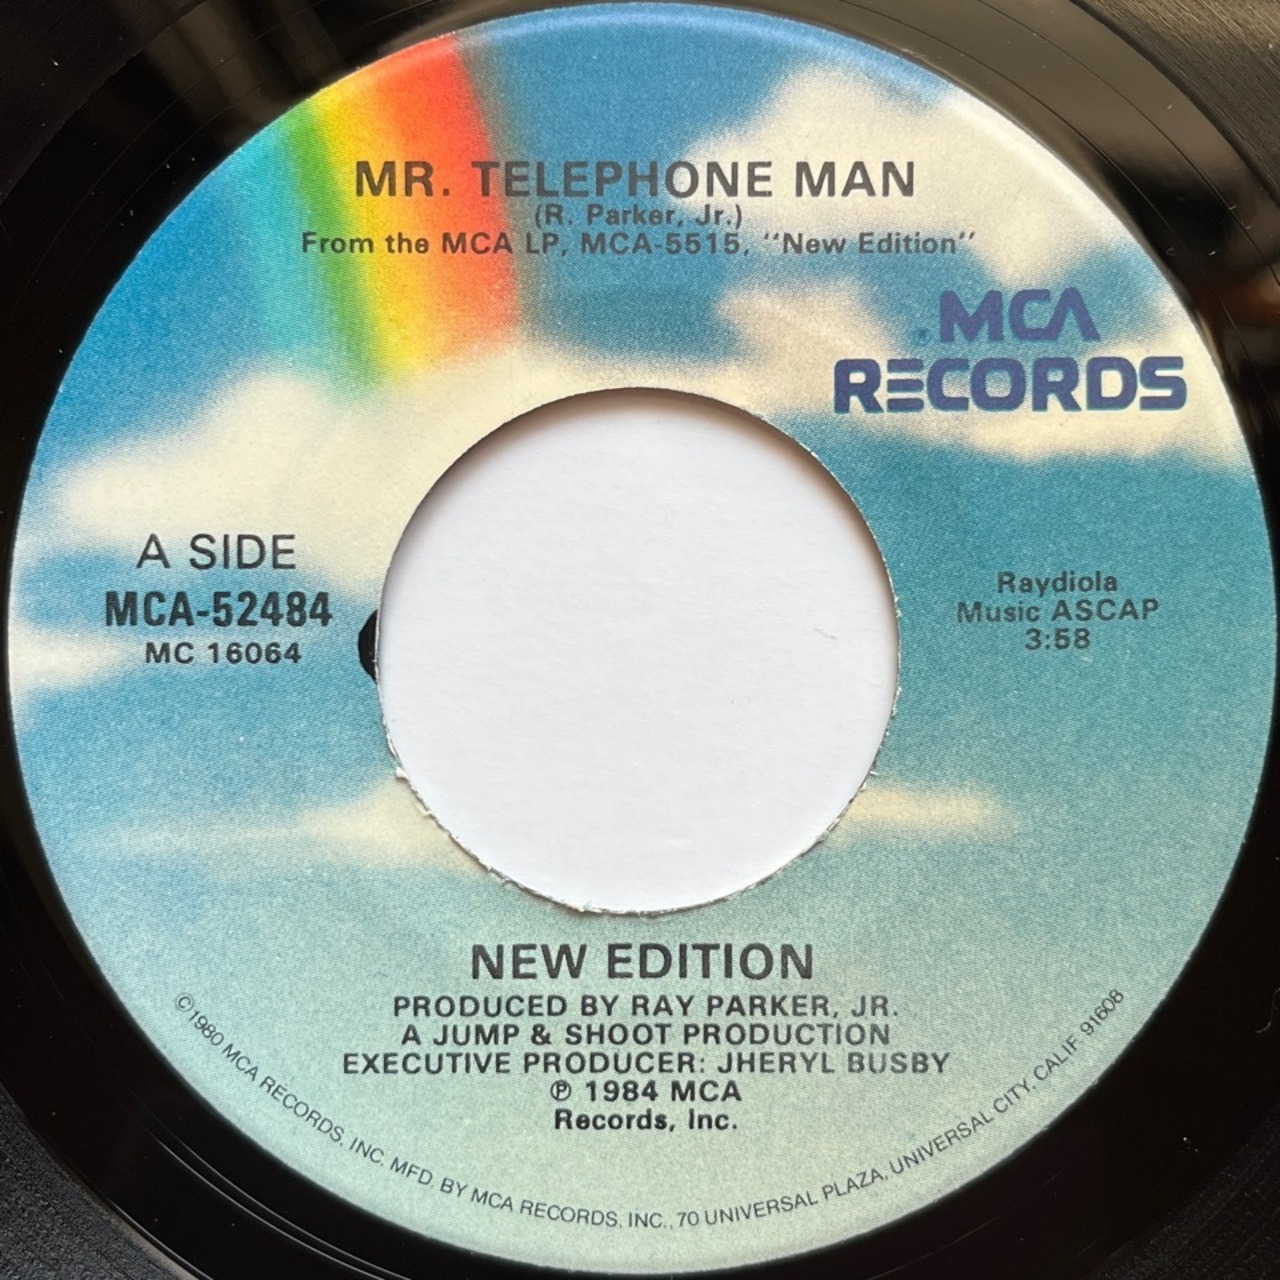 MR. TELEPHONE MAN
(R. Parker, Jr.)
From the MCA LP, MCA-5515, "New Edition"
®MCA
RECORDS
A SIDE
MCA-52484
MC 16064
Raydiola
Music ASCAP
3:58
NEW EDITION
PRODUCED BY RAY PARKER, JR.
A JUMP & SHOOT PRODUCTION
EXECUTIVE PRODUCER: JHERYL BUSBY
℗ 1984 MCA
Records, Inc.
©1980 MCA RECORDS, INC. MFD. BY MCA RECORDS, INC., 70 UNIVERSAL PLAZA, UNIVERSAL CITY, CALIF. 91608